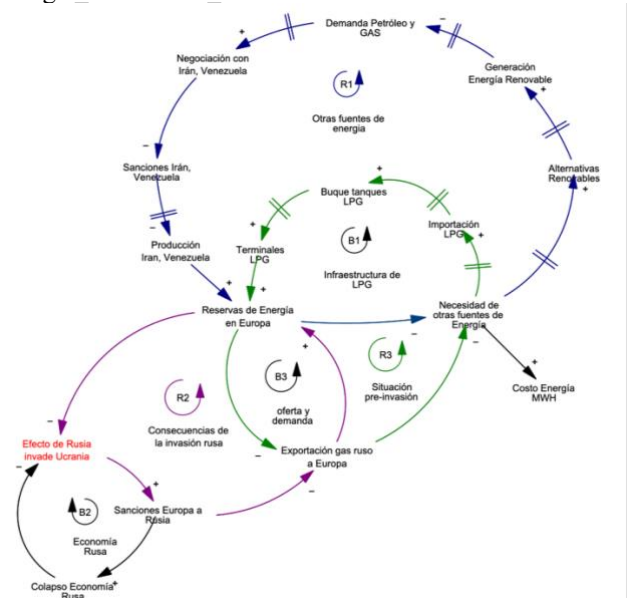 Demanda Petróleo y
GAS
Negociación con
Irán, Venezuela
Generación
Energía Renovable
R1
Otras fuentes de
energia
Sanciones Irán,
Venezuela
Alternativas
Renovables
Buque tanques
LPG
Importación
LPG
Producción
Iran, Venezuela
Terminales
LPG
B1
Infraestructura de
LPG
Reservas de Energía
en Europa
Necesidad de
otras fuentes de
Energía
R3
Situación
pre-invasión
B3
oferta y
demanda
Costo Energía
MWH
R2
Consecuencias de
la invasión rusa
Efecto de Rusia
invade Ucrania
Exportación gas ruso
a Europa
Sanciones Europa a
Rusia
B2
Economía
Rusa
Colapso Economía
Rusa